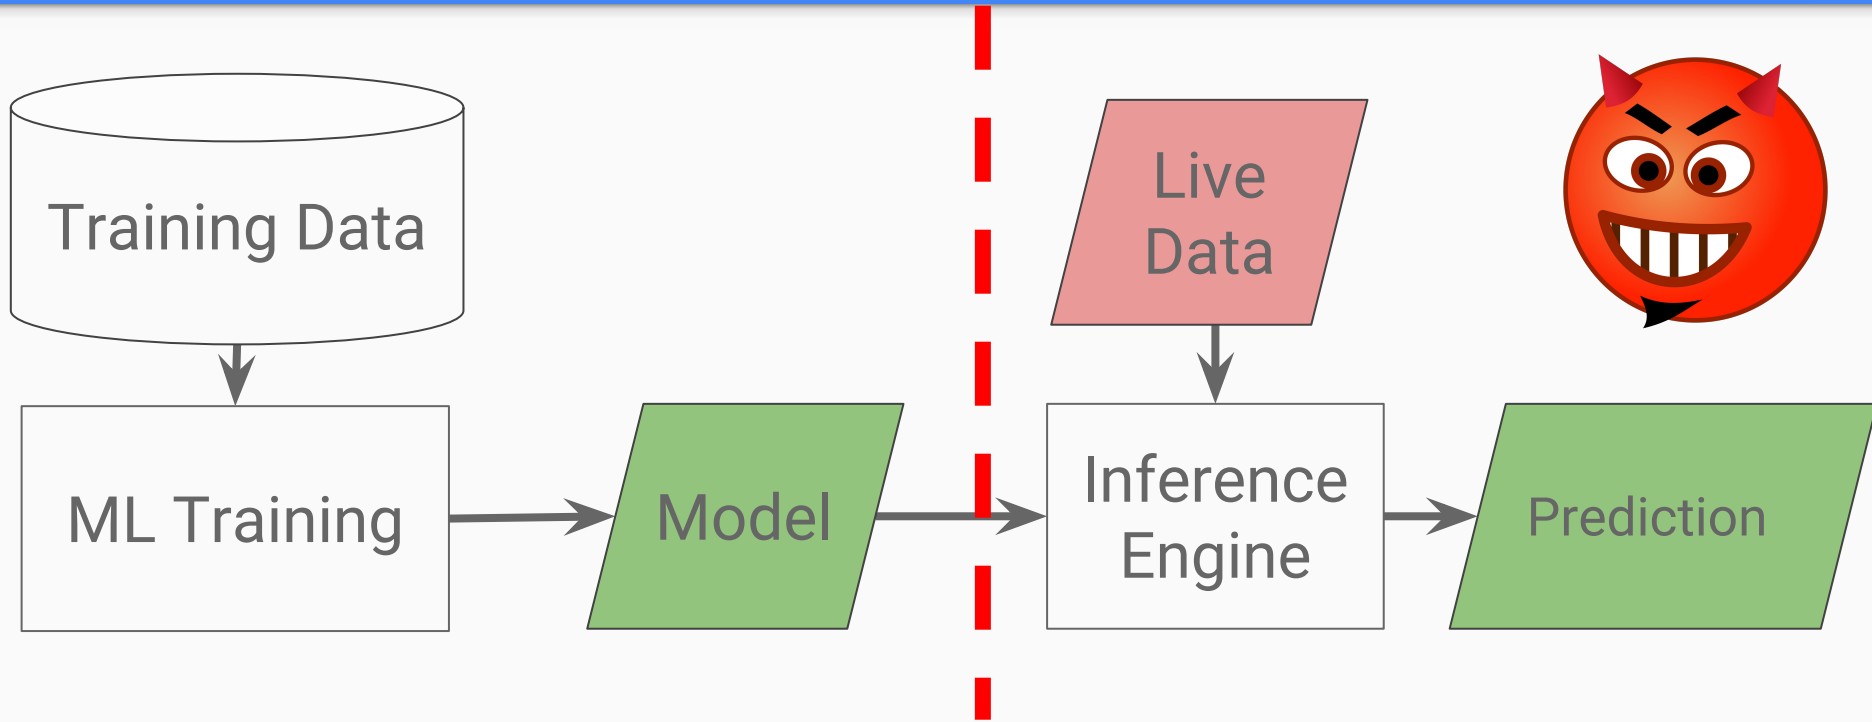 Training Data
Live
Data
ML Training
Model
Inference
Engine
Prediction